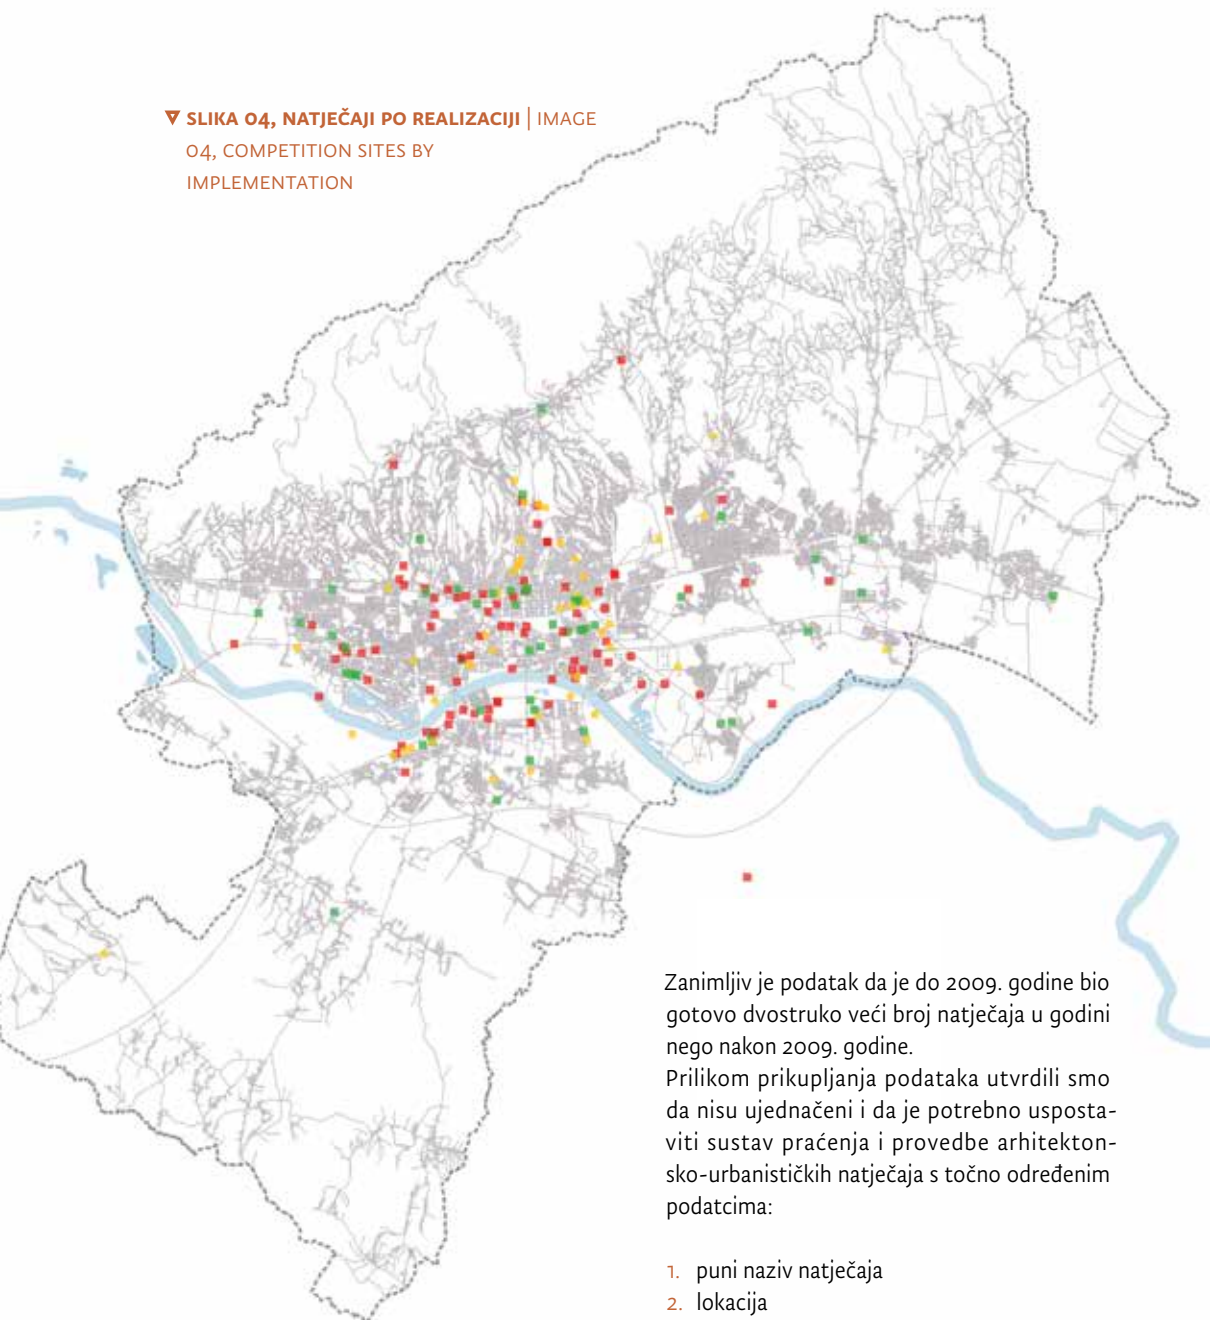 ▼ SLIKA 04, NATJEČAJI PO REALIZACIJI | IMAGE
04, COMPETITION SITES BY
IMPLEMENTATION
Zanimljiv je podatak da je do 2009. godine bio
gotovo dvostruko veći broj natječaja u godini
nego nakon 2009. godine.
Prilikom prikupljanja podataka utvrdili smo
da nisu ujednačeni i da je potrebno usposta-
viti sustav praćenja i provedbe arhitekton-
sko-urbanističkih natječaja s točno određenim
podatcima:
1. puni naziv natječaja
2. lokacija